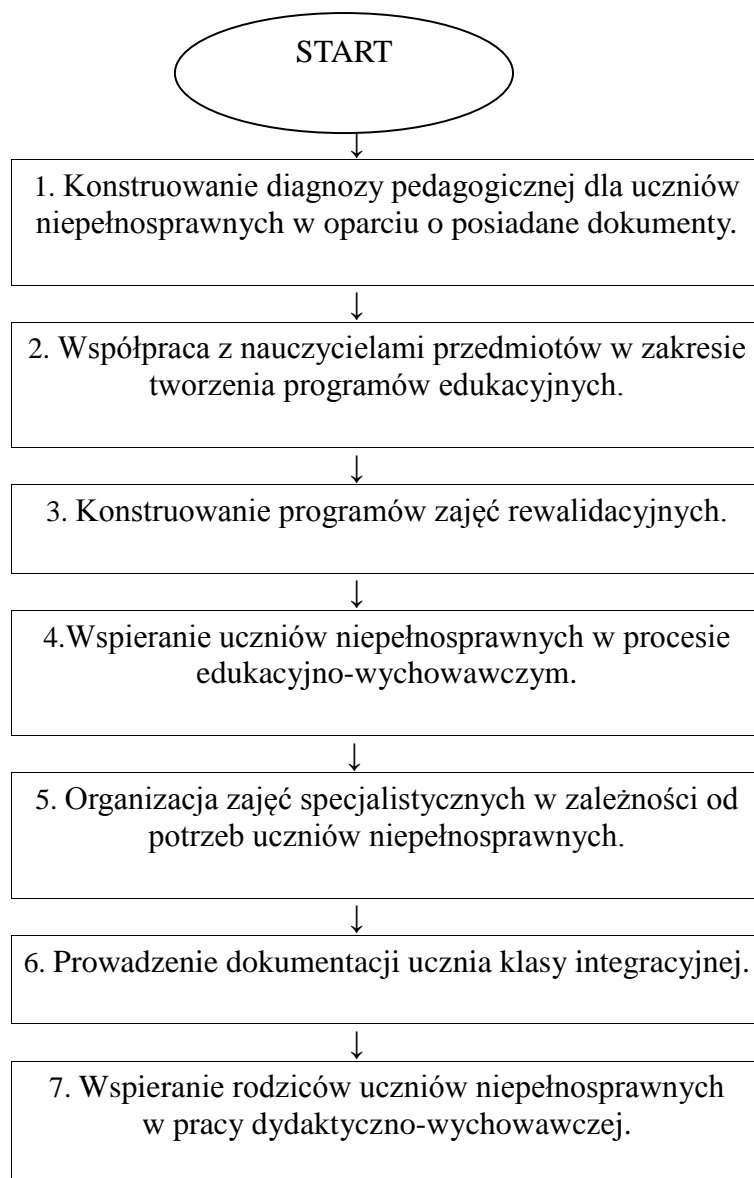 START
↓
1. Konstruowanie diagnozy pedagogicznej dla uczniów
niepełnosprawnych w oparciu o posiadane dokumenty.
↓
2. Współpraca z nauczycielami przedmiotów w zakresie
tworzenia programów edukacyjnych.
↓
3. Konstruowanie programów zajęć rewalidacyjnych.
↓
4.Wspieranie uczniów niepełnosprawnych w procesie
edukacyjno-wychowawczym.
↓
5. Organizacja zajęć specjalistycznych w zależności od
potrzeb uczniów niepełnosprawnych.
↓
6. Prowadzenie dokumentacji ucznia klasy integracyjnej.
↓
7. Wspieranie rodziców uczniów niepełnosprawnych
w pracy dydaktyczno-wychowawczej.